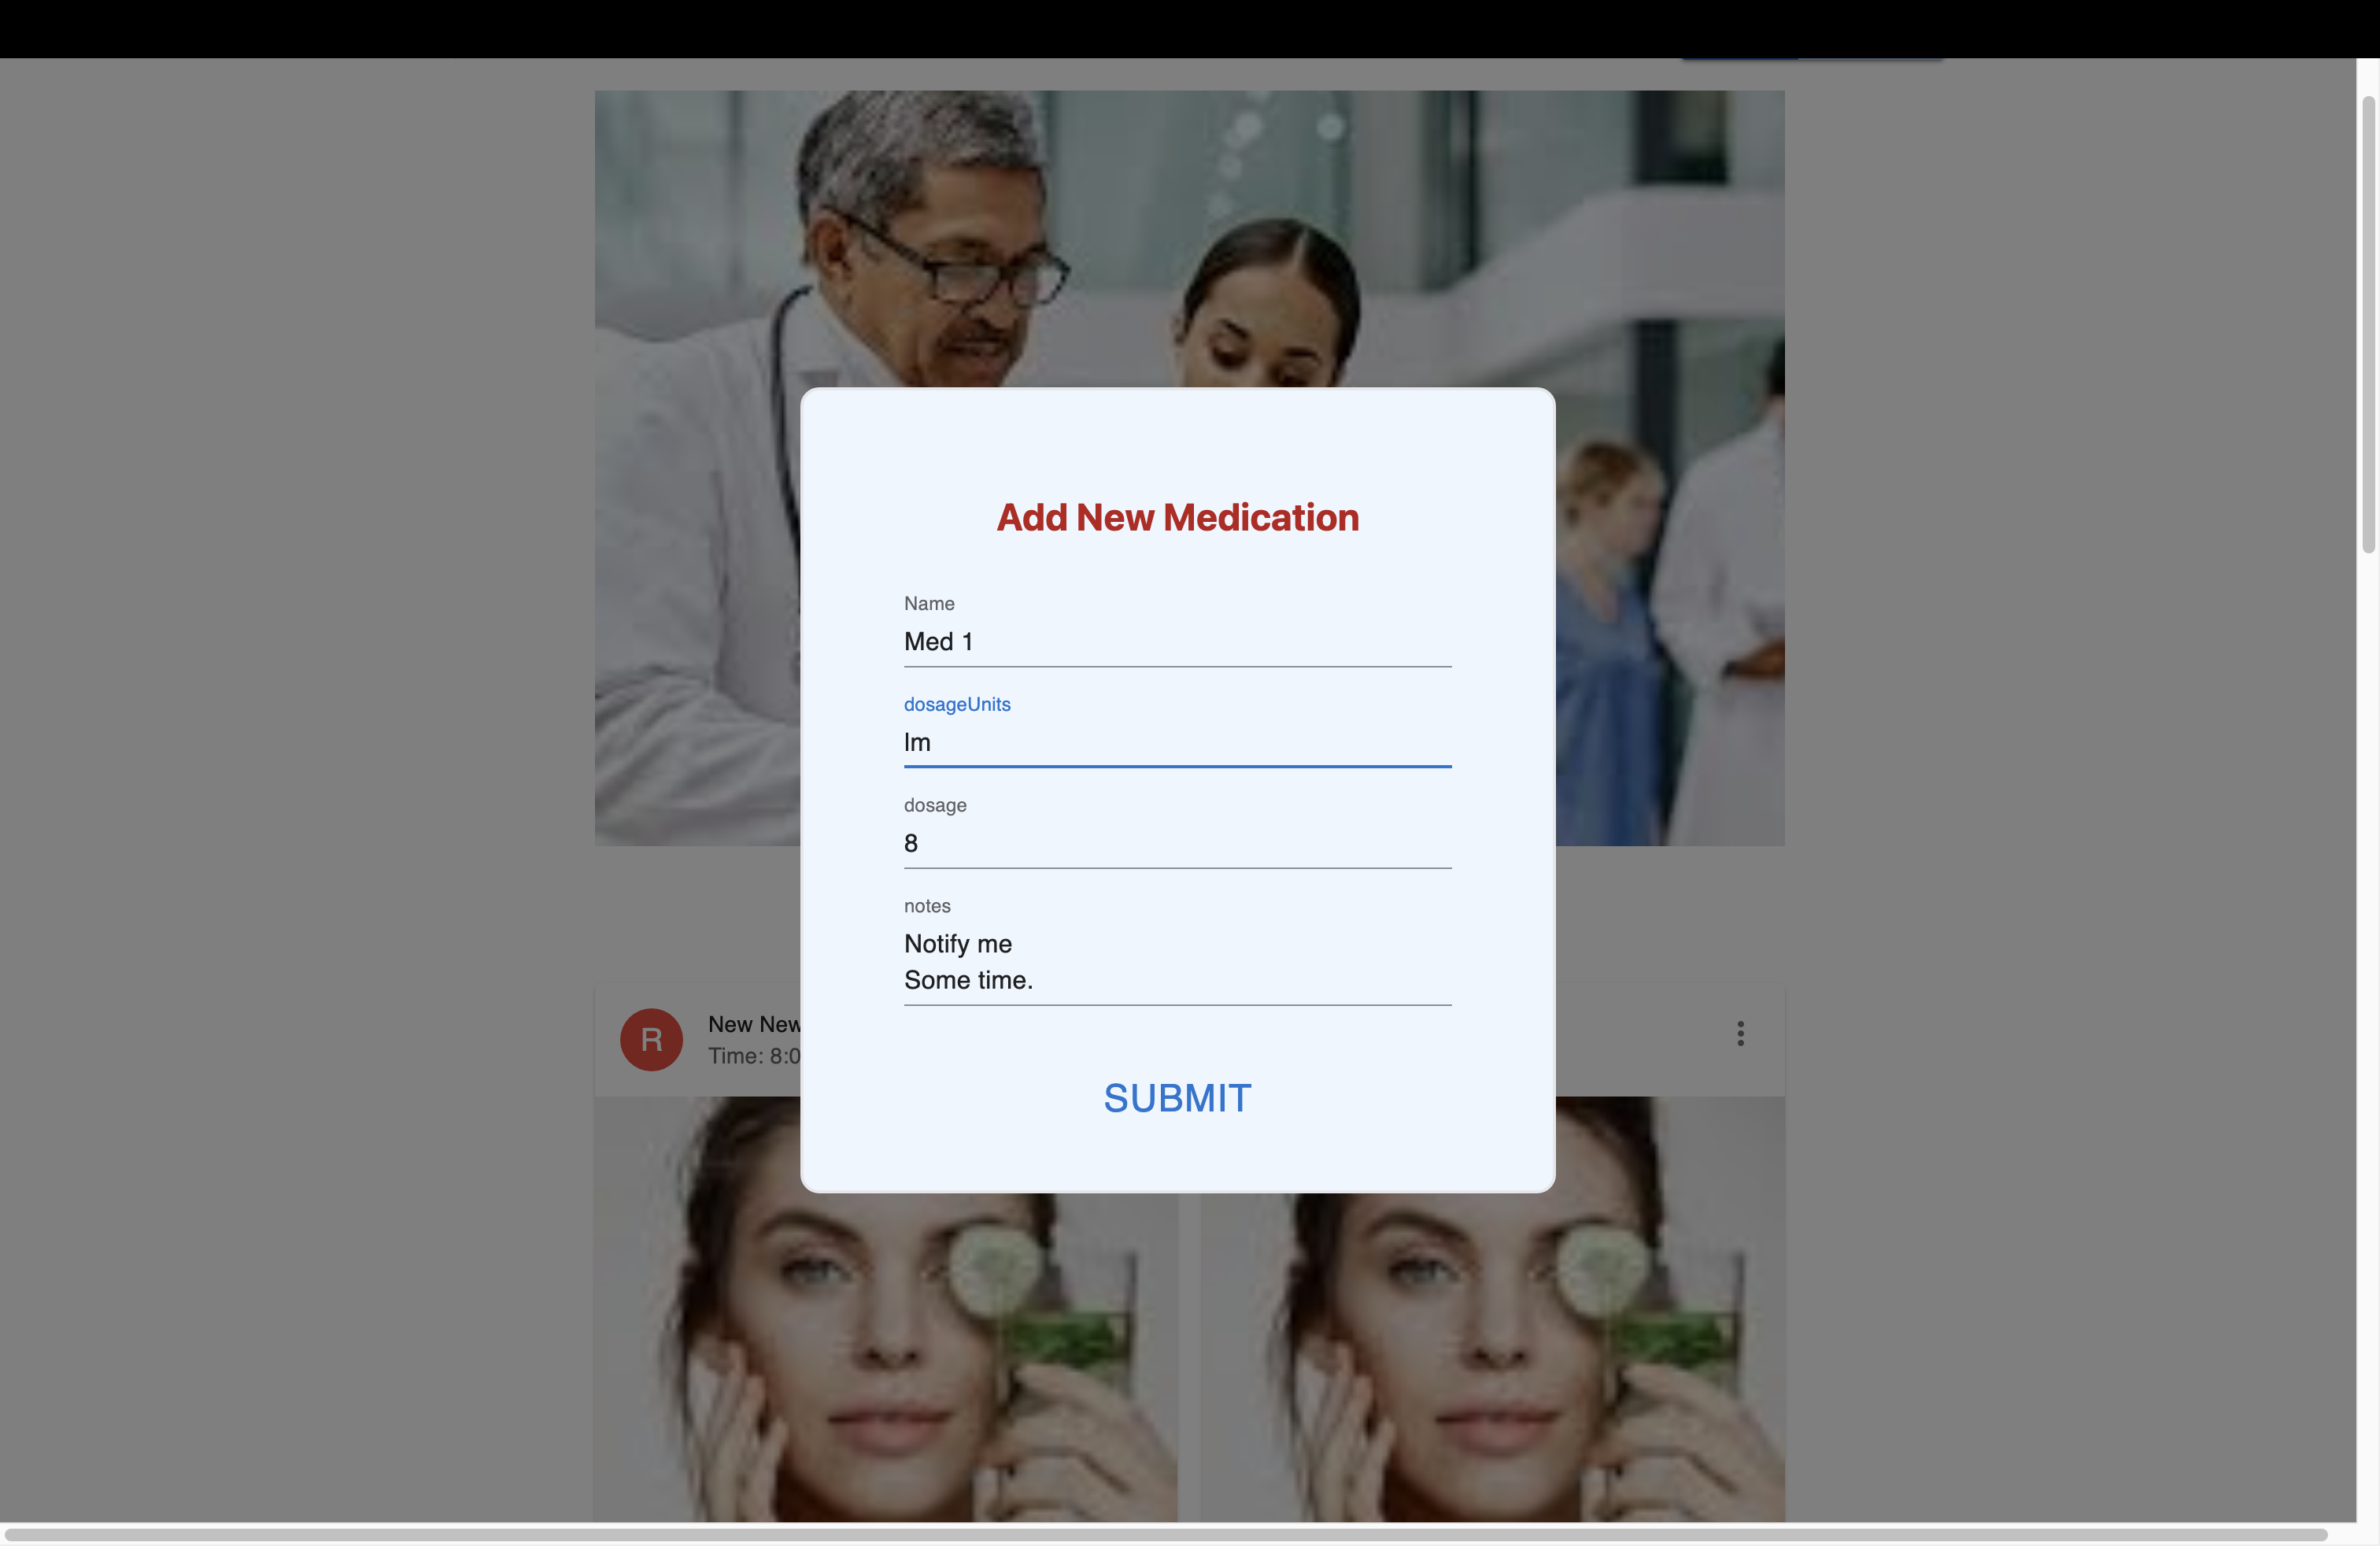 Add New Medication
Name
Med 1
dosageUnits
lm
dosage
8
notes
Notify me
Some time.
R
New New
Time: 8:0
SUBMIT